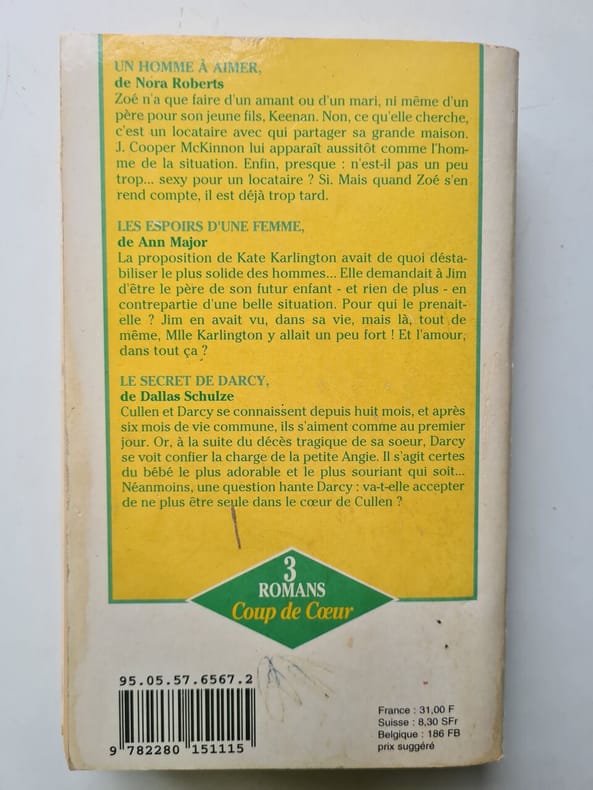 UN HOMME À AIMER,
de Nora Roberts
Zoé n'a que faire d'un amant ou d'un mari, ni même d'un
père pour son jeune fils, Keenan. Non, ce qu'elle cherche,
c'est un locataire avec qui partager sa grande maison.
J. Cooper McKinnon lui apparaît aussitôt comme l'hom-
me de la situation. Enfin, presque : n'est-il pas un peu
trop... sexy pour un locataire ? Si. Mais quand Zoé s'en
rend compte, il est déjà trop tard.
LES ESPOIRS D'UNE FEMME,
de Ann Major
La proposition de Kate Karlington avait de quoi désta-
biliser le plus solide des hommes... Elle demandait à Jim
d'être le père de son futur enfant - et rien de plus - en
contrepartie d'une belle situation. Pour qui le prenait-
elle ? Jim en avait vu, dans sa vie, mais là, tout de
même, Mlle Karlington y allait un peu fort ! Et l'amour,
dans tout ça ?
LE SECRET DE DARCY,
de Dallas Schulze
Cullen et Darcy se connaissent depuis huit mois, et après
six mois de vie commune, ils s'aiment comme au premier
jour. Or, à la suite du décès tragique de sa soeur, Darcy
se voit confier la charge de la petite Angie. Il s'agit certes
du bébé le plus adorable et le plus souriant qui soit...
Néanmoins, une question hante Darcy : va-t-elle accepter
de ne plus être seule dans le cœur de Cullen ?
3
ROMANS
Coup de Cœur
95.05.57.6567.2
9 782280 151115
France : 31,00 F
Suisse : 8,30 SFr
Belgique : 186 FB
prix suggéré